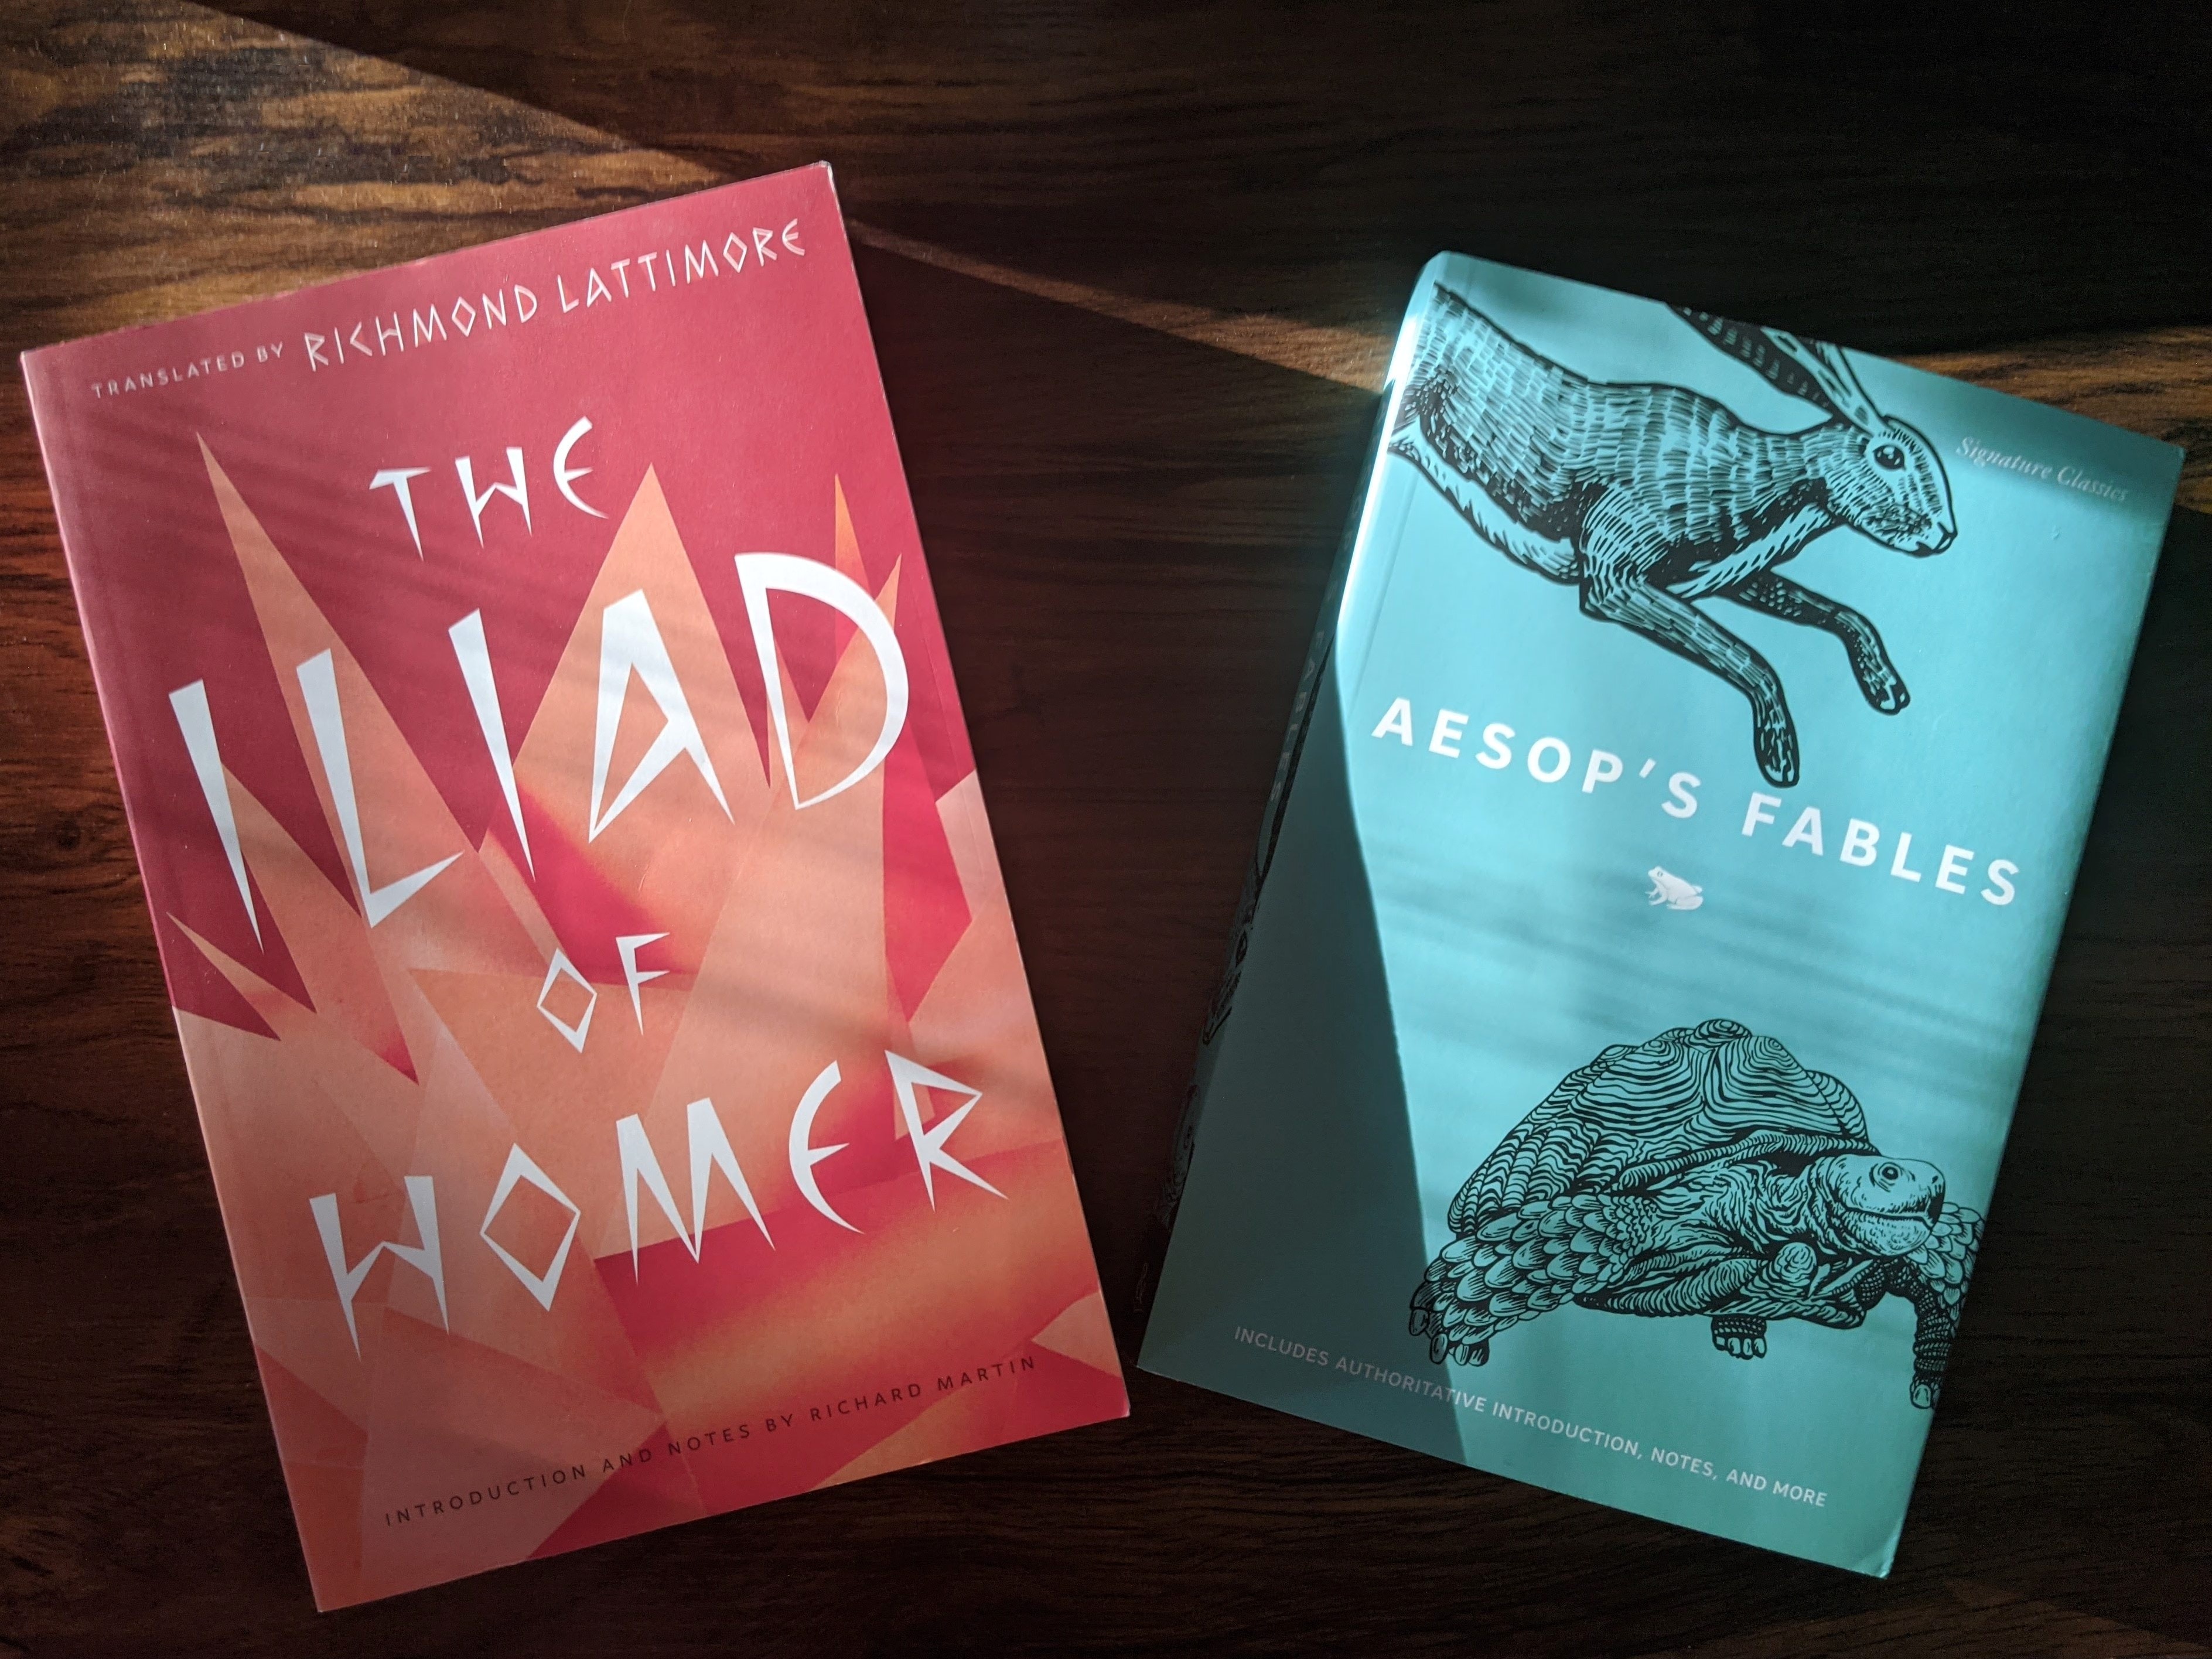 TRANSLATED BY RICHMOND LATTIMORE
THE
ILIAD
OF
HOMER
INTRODUCTION AND NOTES BY RICHARD MARTIN
Signature Classics
AESOP'S FABLES
INCLUDES AUTHORITATIVE INTRODUCTION, NOTES, AND MORE
FABLES